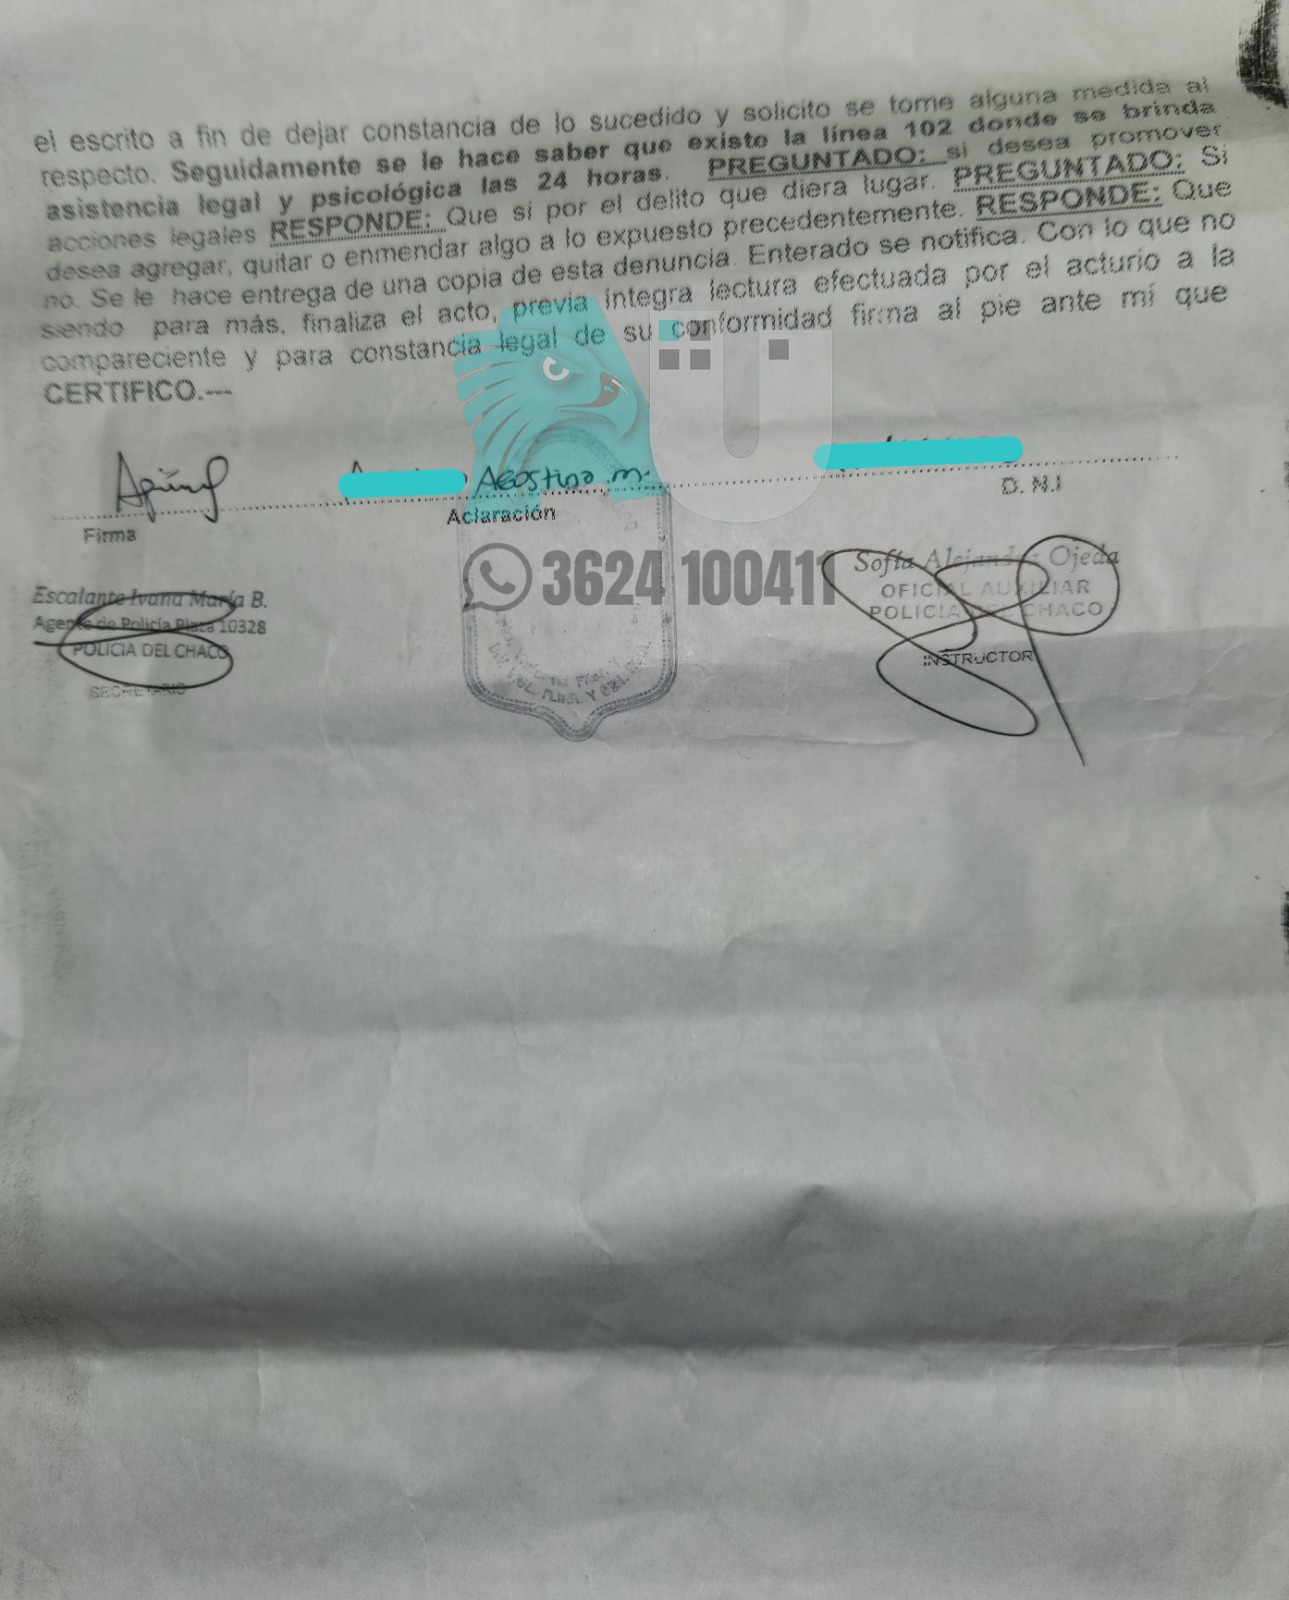 el escrito a fin de dejar constancia de lo sucedido y solicito se tome alguna medida al
respecto. Seguidamente se le hace saber que existe la línea 102 donde se brinda
asistencia legal y psicológica las 24 horas. PREGUNTADO: si desea promover
acciones legales RESPONDE: Que si por el delito que diera lugar. PREGUNTADO: Si
desea agregar, quitar o enmendar algo a lo expuesto precedentemente. RESPONDE: Que
no. Se le hace entrega de una copia de esta denuncia. Enterado se notifica. Con lo que no
siendo para más, finaliza el acto, previa íntegra lectura efectuada por el acturio a la
compareciente y para constancia legal de su conformidad firma al pie ante mí que
CERTIFICO.---
Agostina M.
Firma
Aclaración
D. N.I
3624 100411
Escalante Ivana María B.
Agente de Policía Plaza 10328
POLICIA DEL CHACO
SECRETARIO
Sofía Alejandra Ojeda
OFICIAL AUXILIAR
POLICIA DEL CHACO
INSTRUCTOR